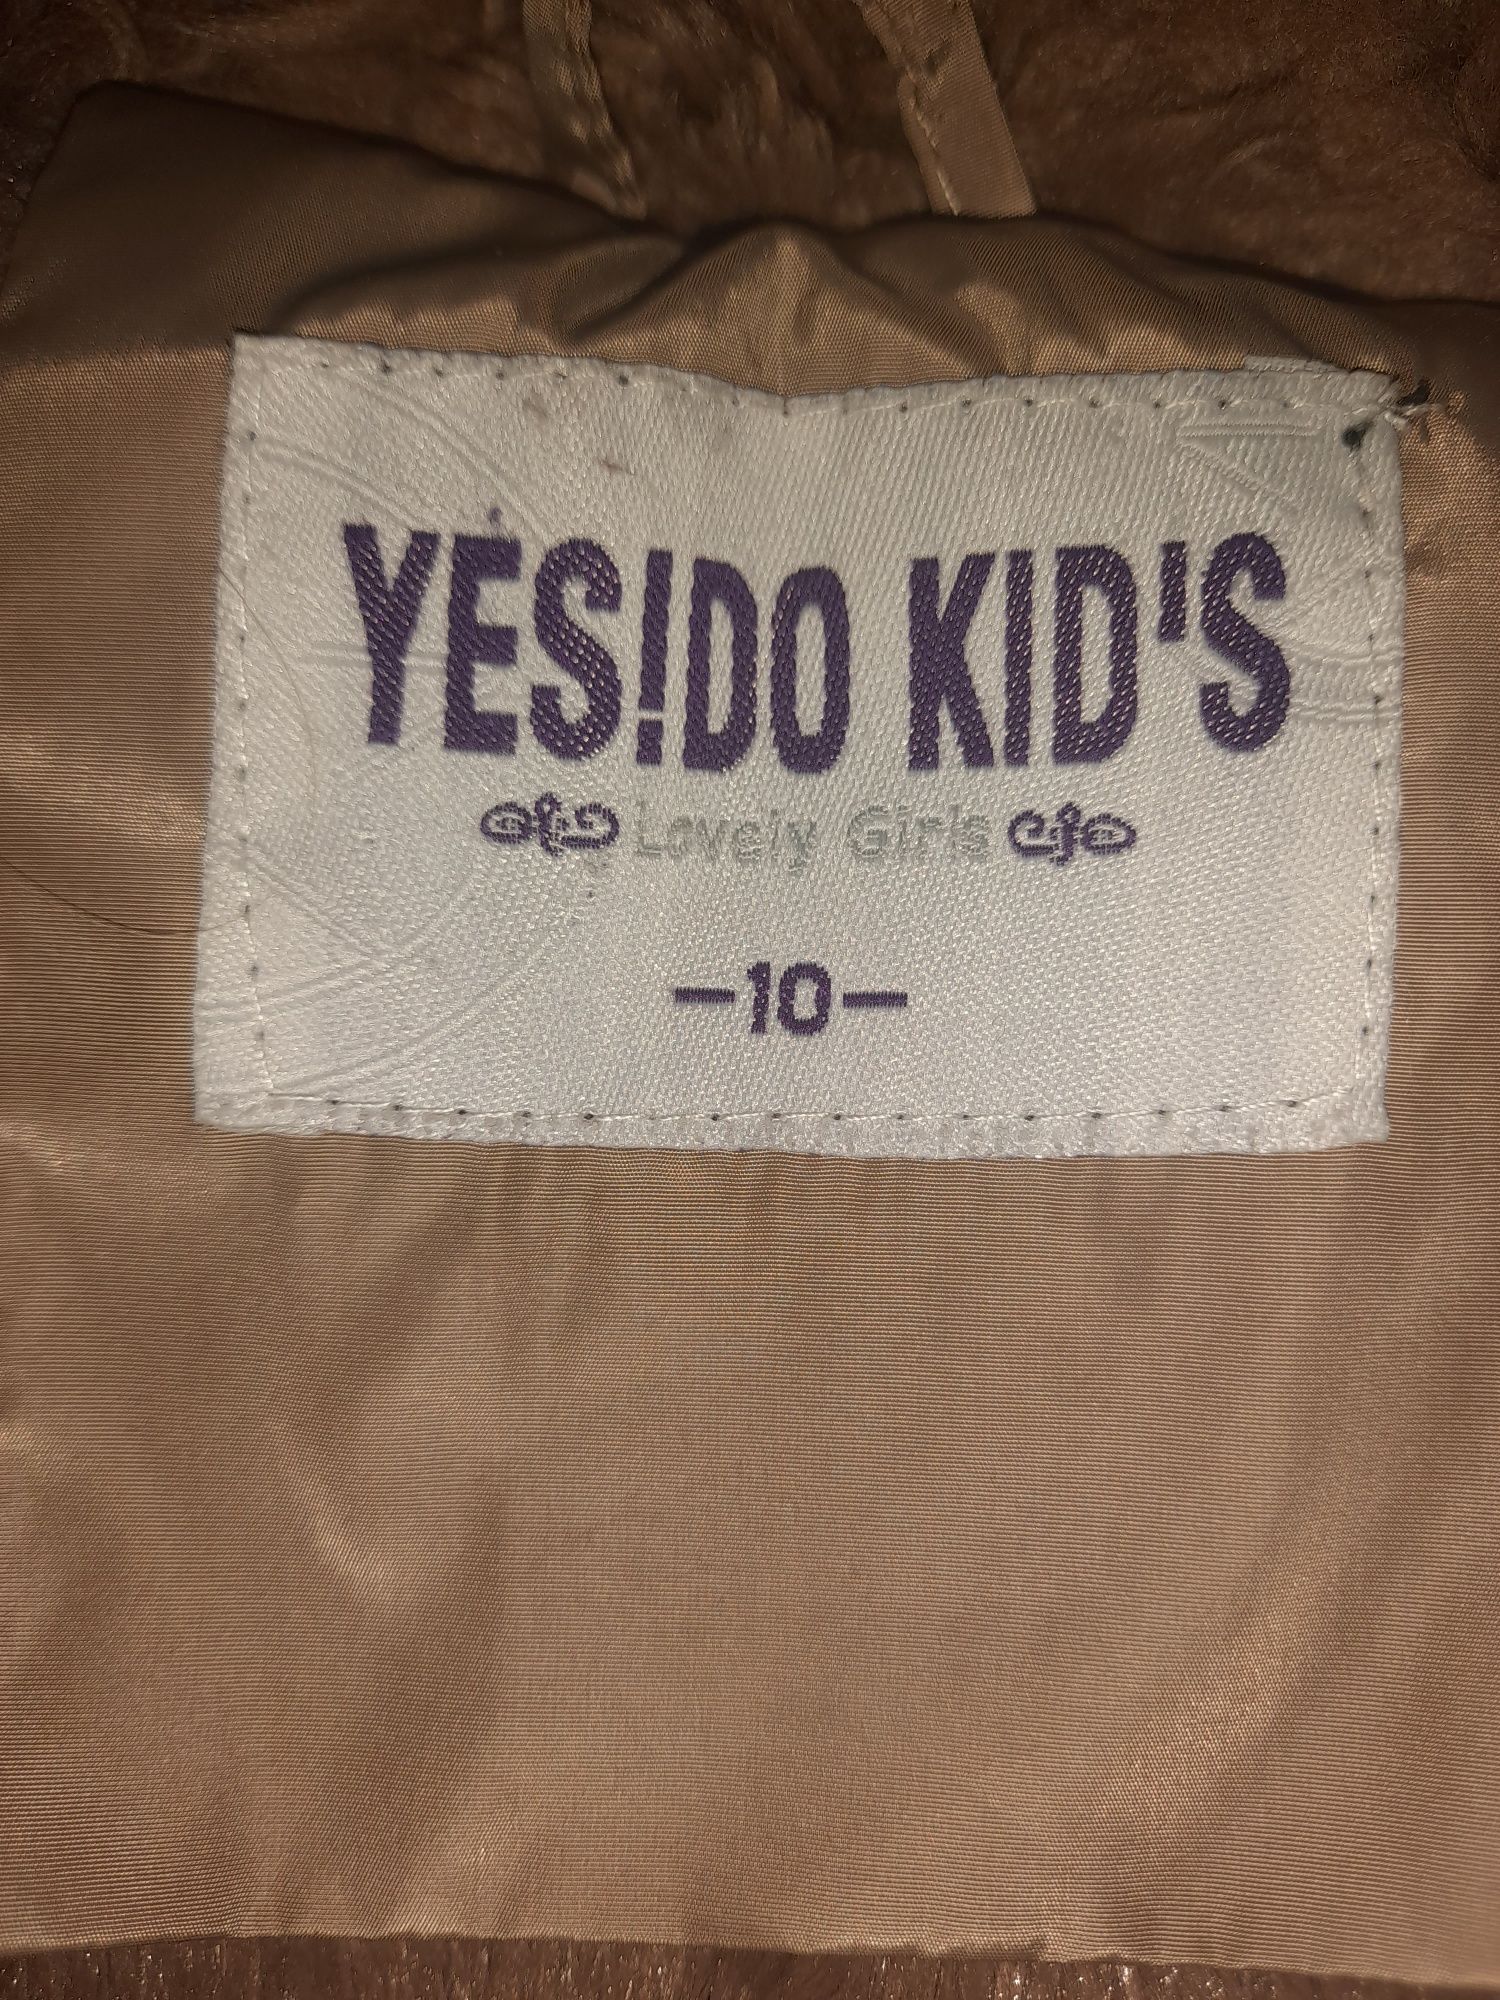 YES!DO KID'S
Lovely Girls
-10-